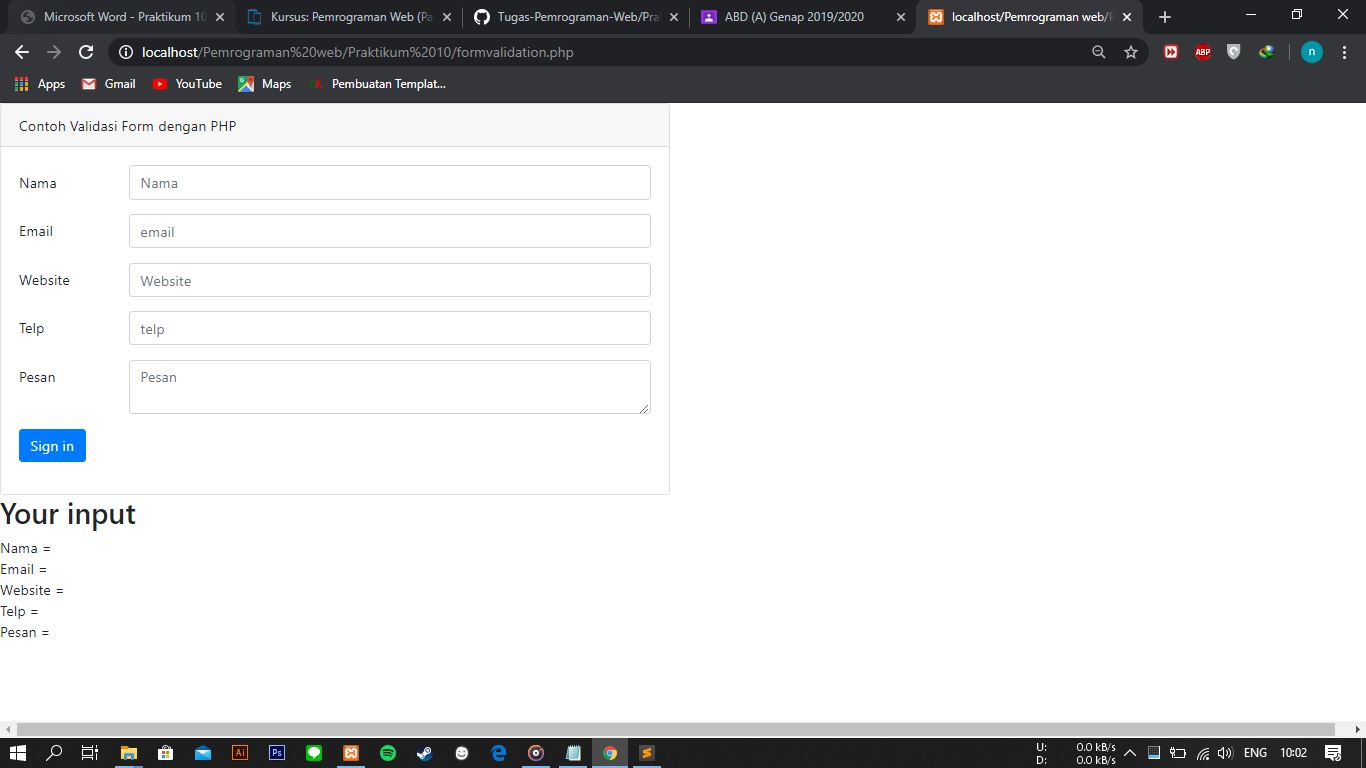 Microsoft Word - Praktikum 10
Kursus: Pemrograman Web (Pa
Tugas-Pemrograman-Web/Pra
ABD (A) Genap 2019/2020
localhost/Pemrograman web/P
localhost/Pemrograman%20web/Praktikum%2010/formvalidation.php
ABP
n
Apps
Gmail
YouTube
Maps
Pembuatan Templat...
Contoh Validasi Form dengan PHP
Nama
Nama
Email
email
Website
Website
Telp
telp
Pesan
Pesan
Sign in
Your input
Nama =
Email =
Website =
Telp =
Pesan =
Ai
Ps
U: 0.0 kB/s
D: 0.0 kB/s
ENG
10:02